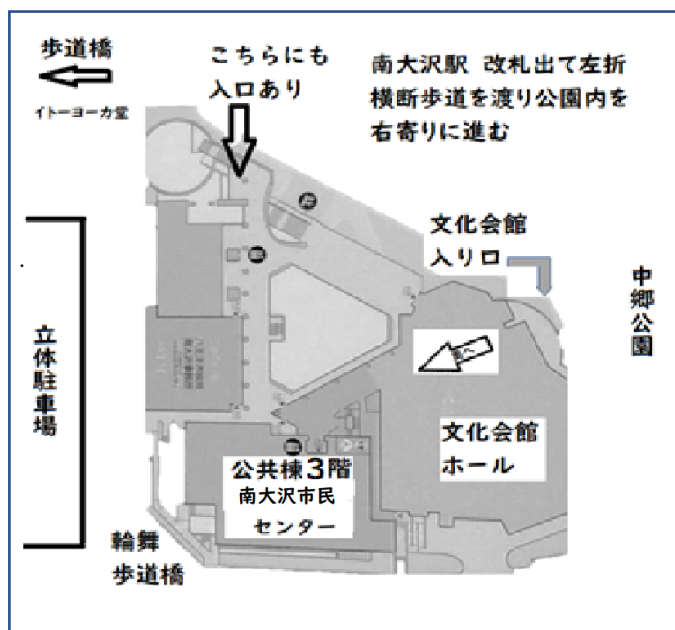 歩道橋
イトーヨーカ堂
こちらにも
入口あり
南大沢駅 改札出て左折
横断歩道を渡り公園内を
右寄りに進む
文化会館
入り口
中郷公園
立体駐車場
文化会館
ホール
公共棟3階
南大沢市民
センター
輪舞
歩道橋